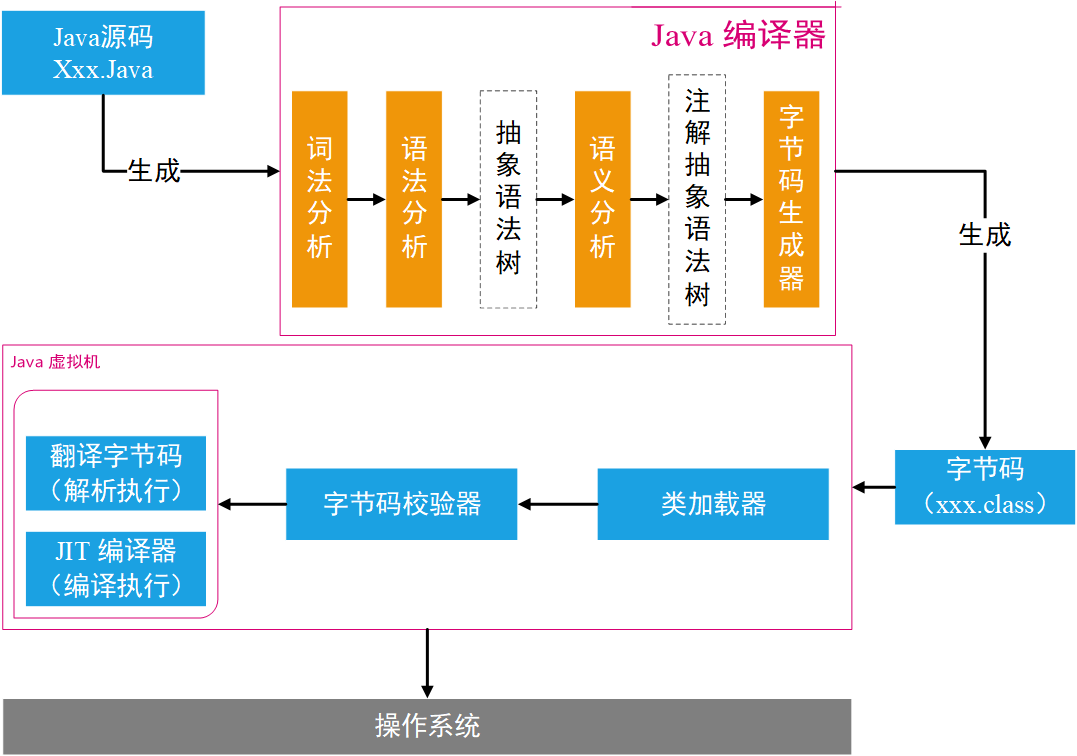 Java源码
Xxx.Java
生成
Java 编译器
词法分析
语法分析
抽象语法树
语义分析
注解抽象语法树
字节码生成器
生成
字节码
（xxx.class）
Java 虚拟机
翻译字节码
（解析执行）
JIT 编译器
（编译执行）
字节码校验器
类加载器
操作系统